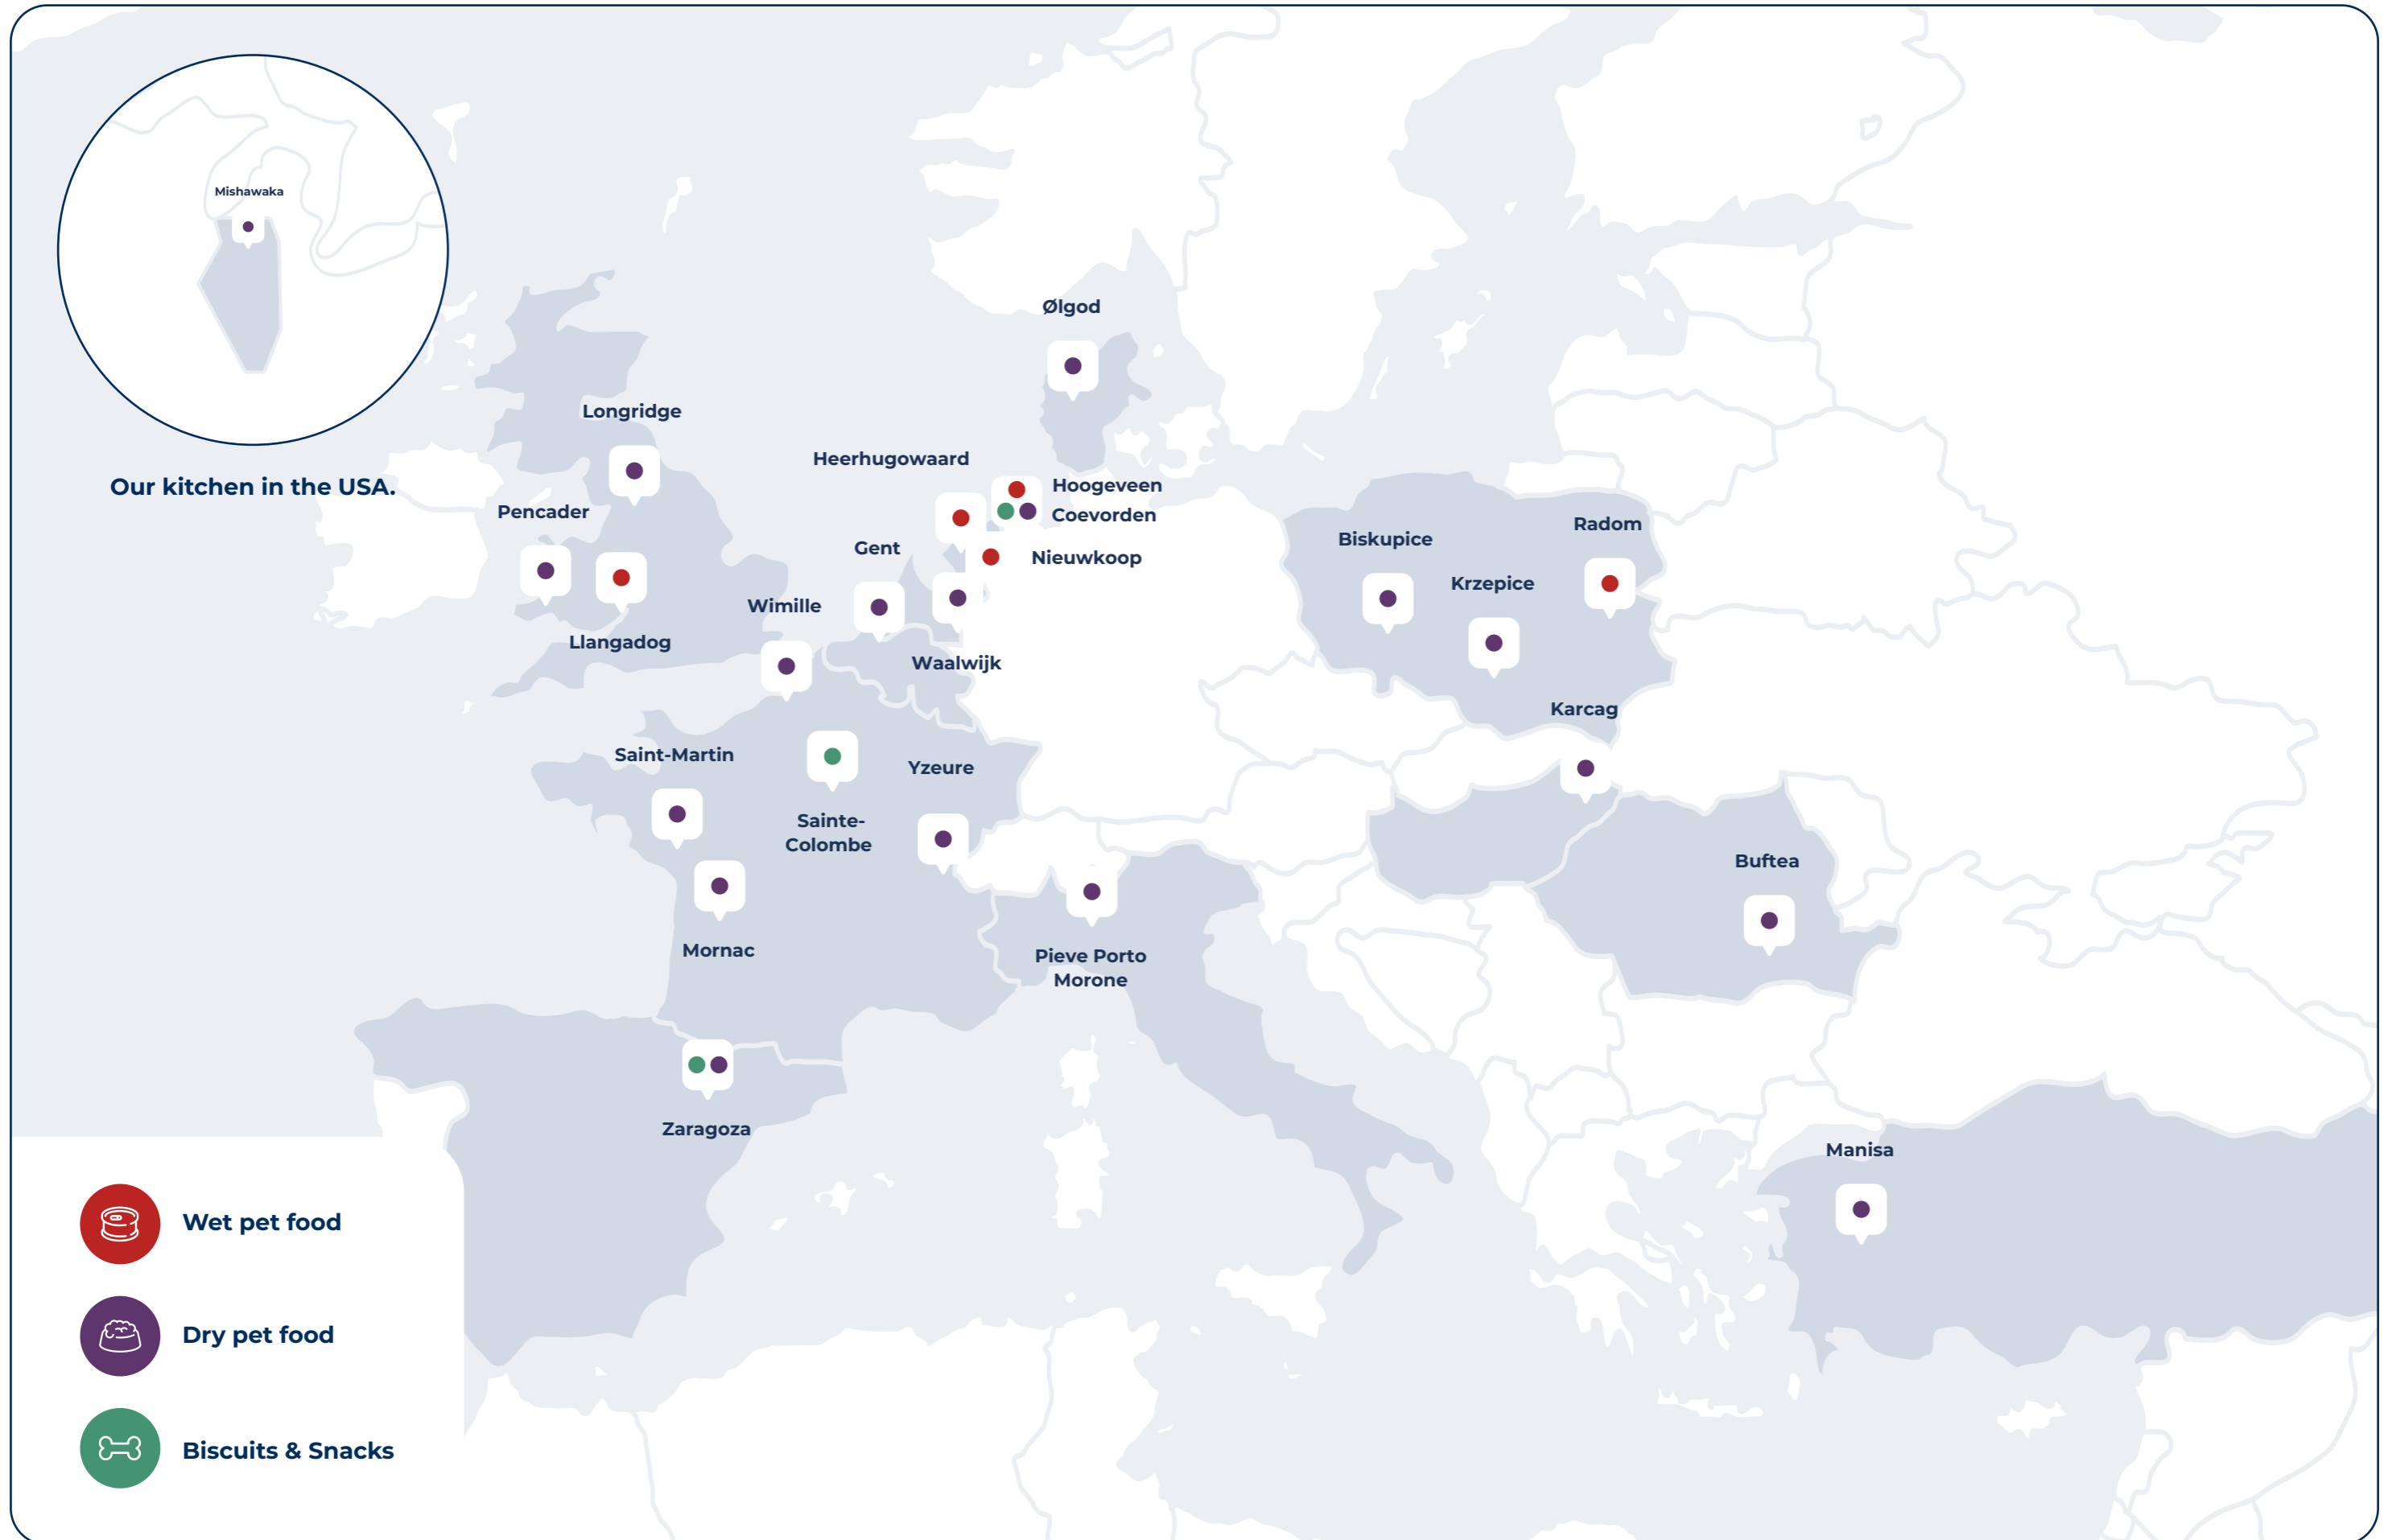 Mishawaka
Our kitchen in the USA.
Ølgod
Longridge
Heerhugowaard
Hoogeveen
Coevorden
Pencader
Gent
Nieuwkoop
Radom
Biskupice
Krzepice
Wimille
Llangadog
Waalwijk
Karcag
Saint-Martin
Yzeure
Sainte-
Colombe
Buftea
Mornac
Pieve Porto
Morone
Zaragoza
Manisa
Wet pet food
Dry pet food
Biscuits & Snacks